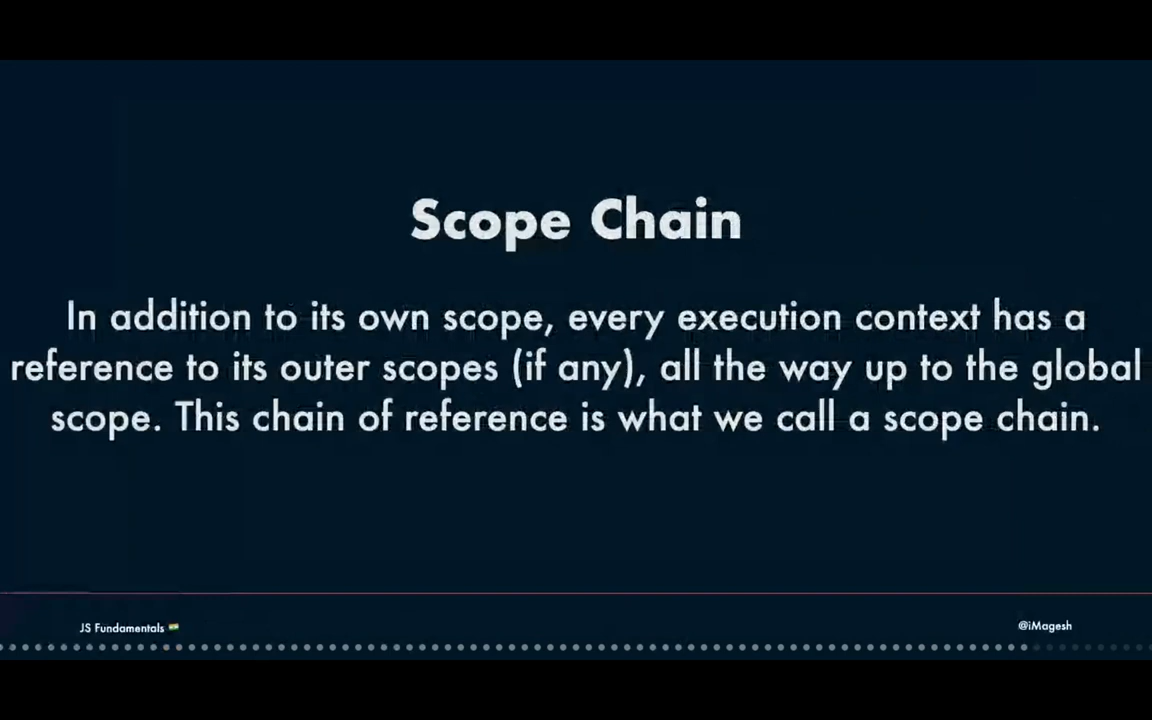 Scope Chain
In addition to its own scope, every execution context has a
reference to its outer scopes (if any), all the way up to the global
scope. This chain of reference is what we call a scope chain.
JS Fundamentals
@iMagesh